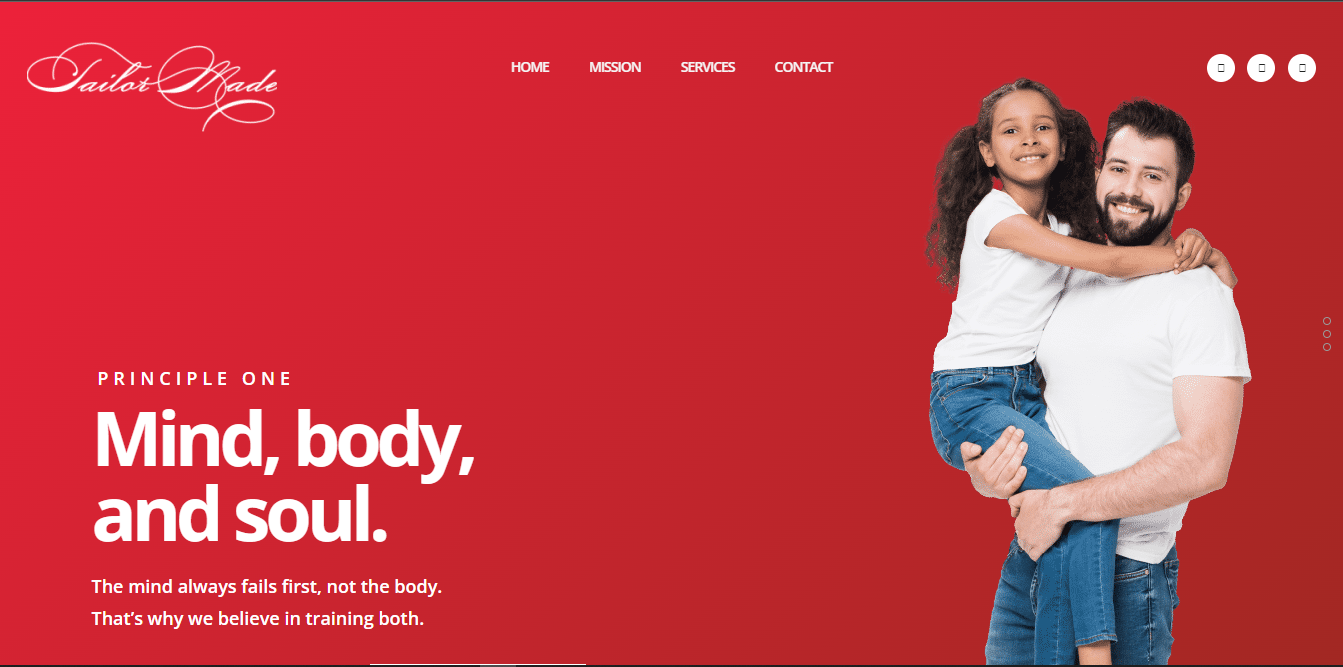 Tailor Made
HOME MISSION SERVICES CONTACT
PRINCIPLE ONE
Mind, body,
and soul.
The mind always fails first, not the body.
That’s why we believe in training both.